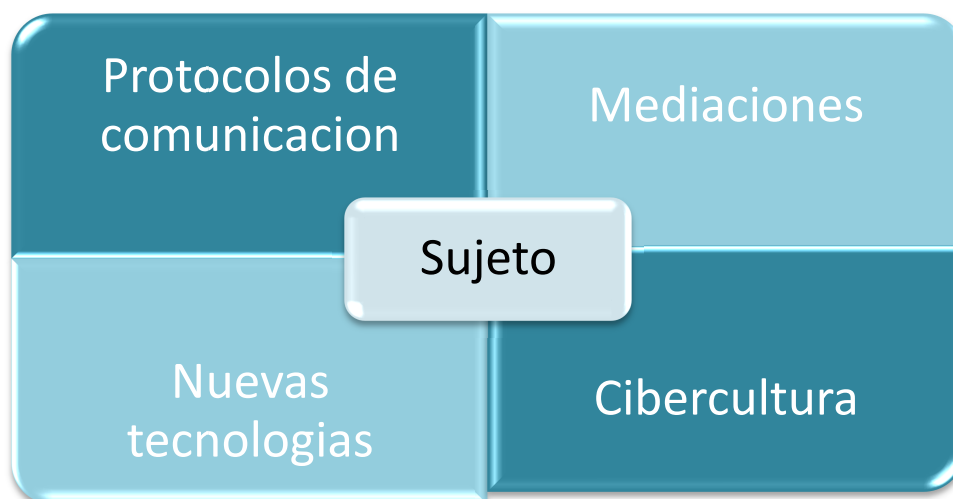 Protocolos de
comunicacion
Mediaciones
Sujeto
Nuevas
tecnologias
Cibercultura